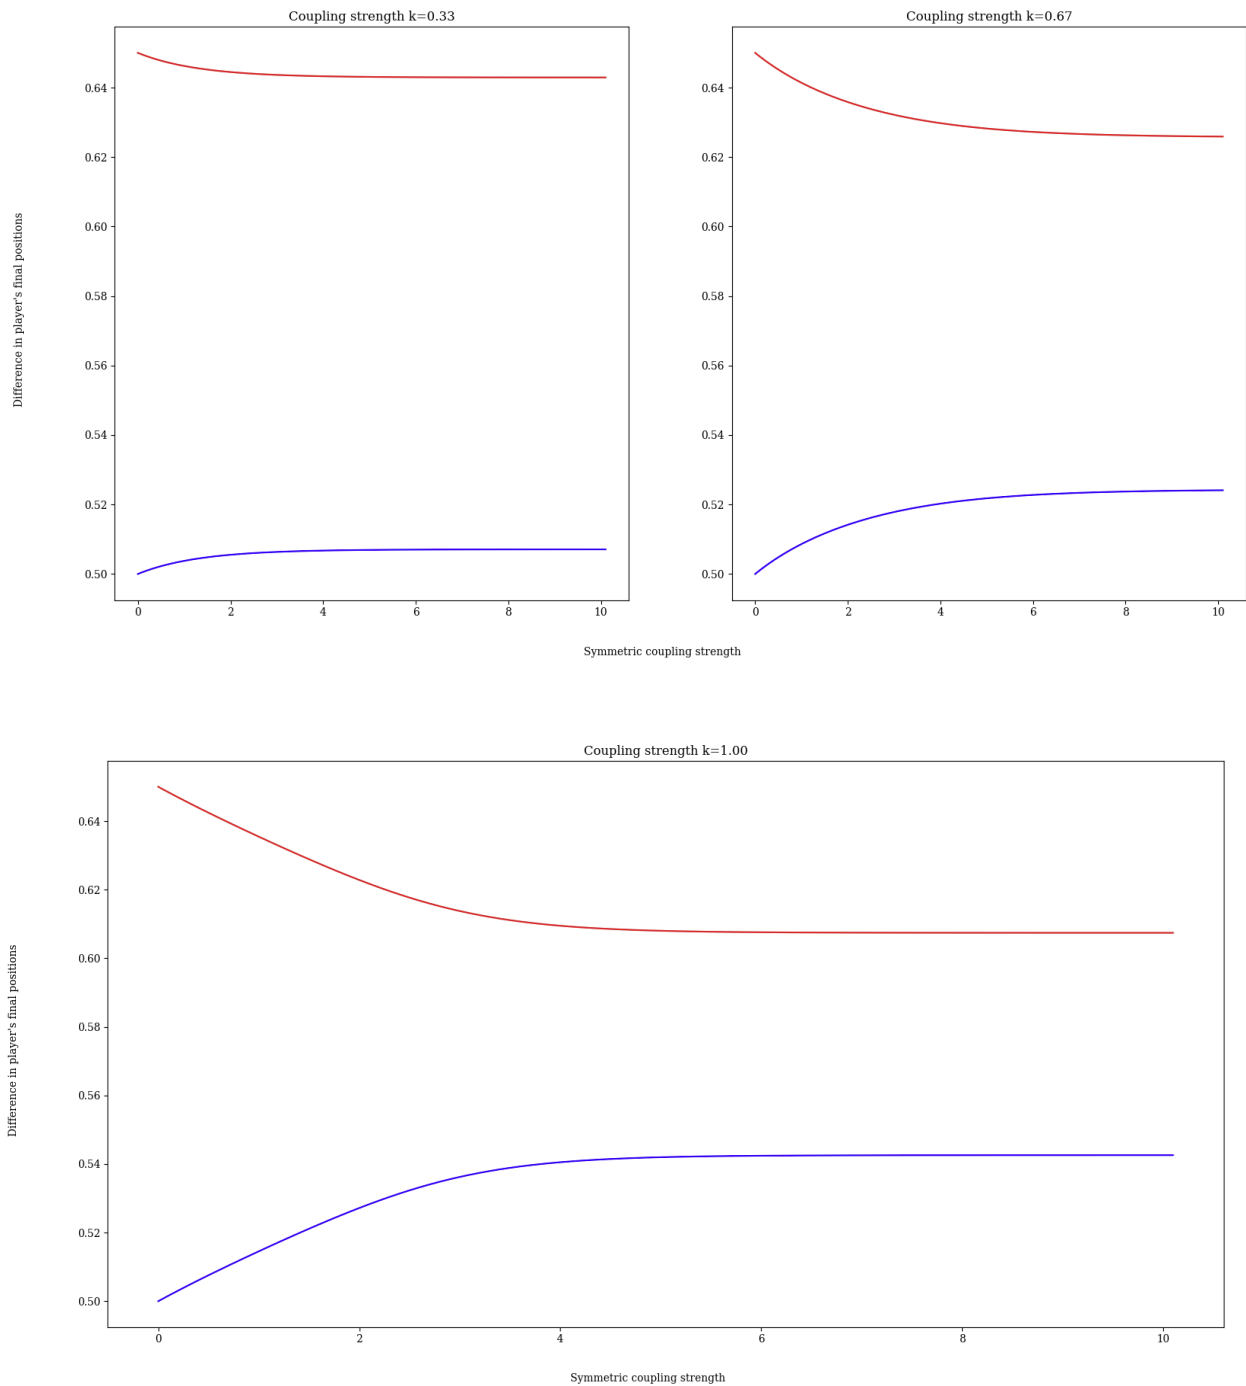 Coupling strength k=0.33
Coupling strength k=0.67
Difference in player's final positions
0.64
0.62
0.60
0.58
0.56
0.54
0.52
0.50
0 2 4 6 8 10
0.64
0.62
0.60
0.58
0.56
0.54
0.52
0.50
0 2 4 6 8 10
Symmetric coupling strength
Coupling strength k=1.00
Difference in player's final positions
0.64
0.62
0.60
0.58
0.56
0.54
0.52
0.50
0 2 4 6 8 10
Symmetric coupling strength